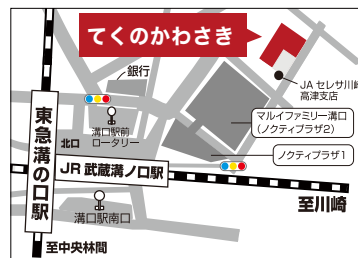 てくのかわさき
銀行
JAセレサ川崎
高津支店
溝口駅前
ロータリー
マルイファミリー溝口
(ノクティプラザ2)
北口
ノクティプラザ1
東急溝の口駅
JR武蔵溝ノ口駅
至川崎
溝口駅南口
至中央林間